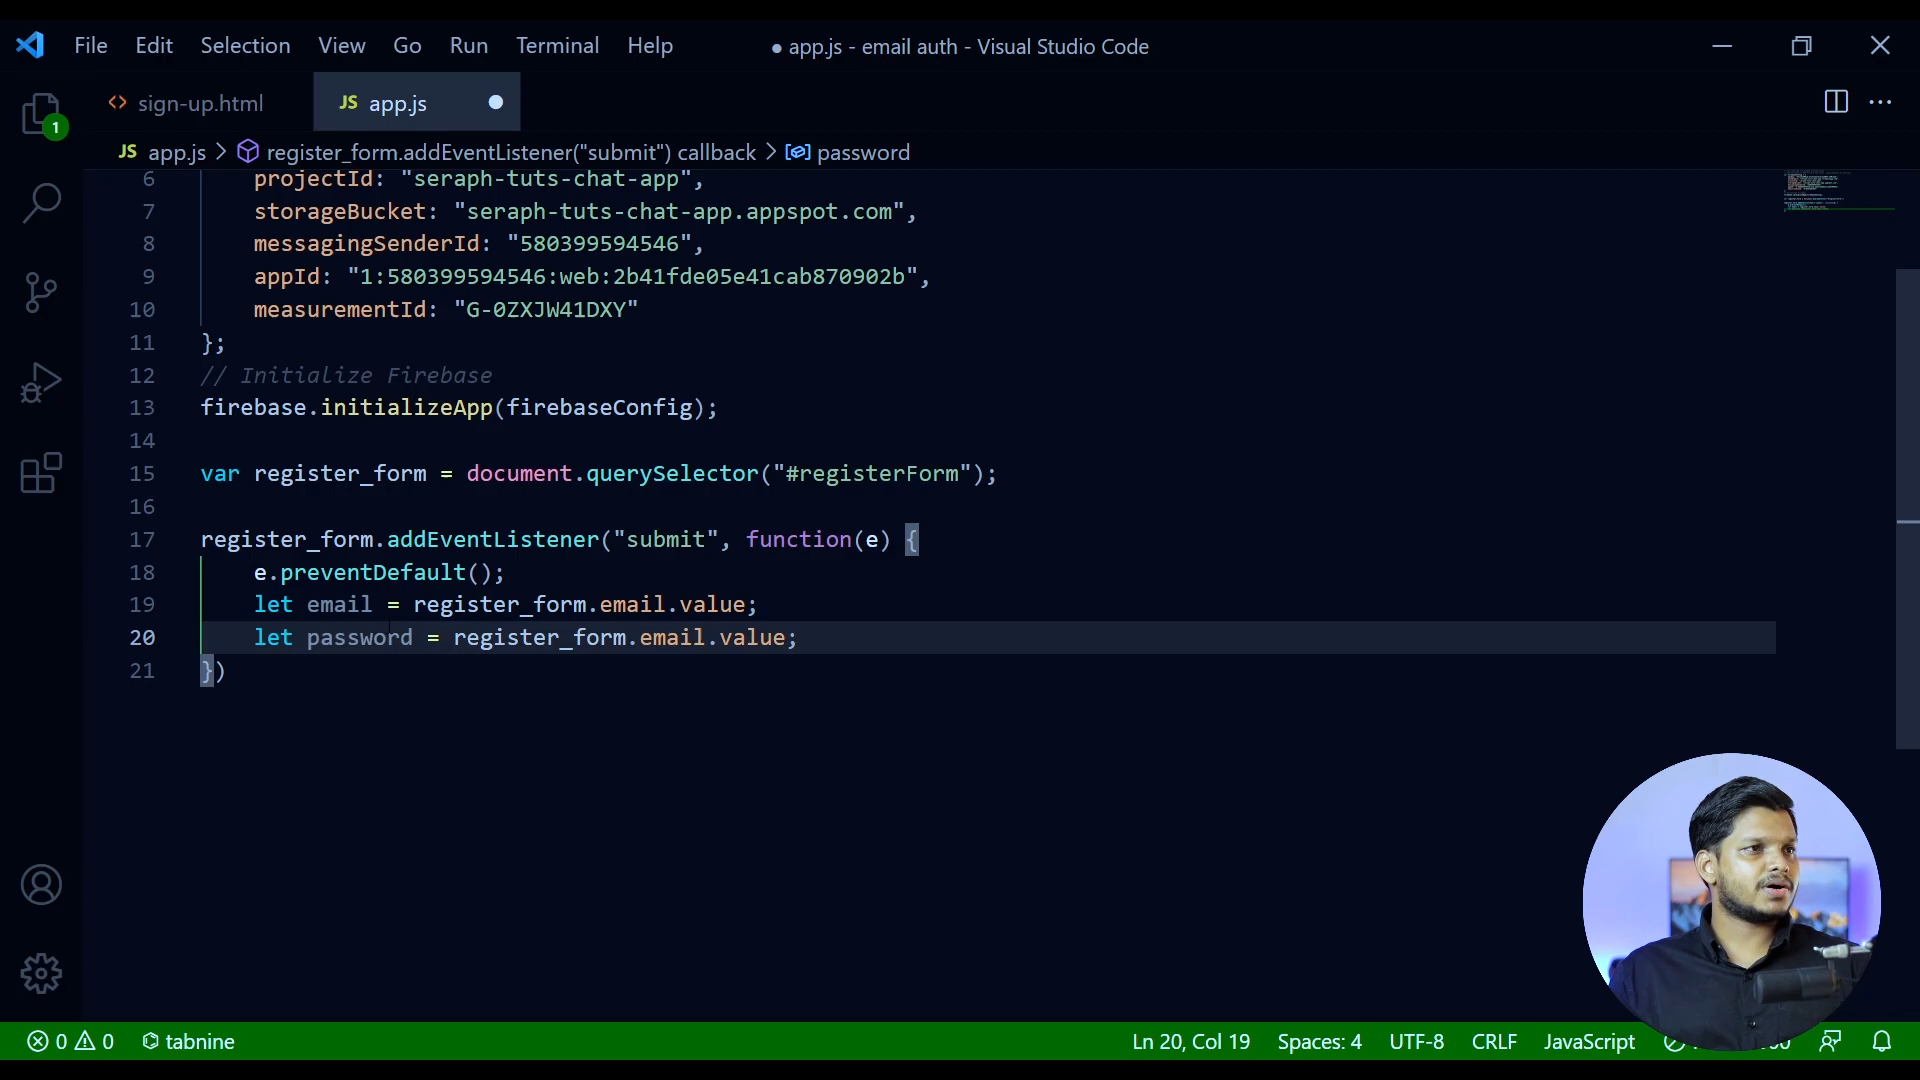 File Edit Selection View Go Run Terminal Help
● app.js - email auth - Visual Studio Code
sign-up.html
JS app.js
JS app.js > register_form.addEventListener("submit") callback > password
1
6 projectId: "seraph-tuts-chat-app",
7 storageBucket: "seraph-tuts-chat-app.appspot.com",
8 messagingSenderId: "580399594546",
9 appId: "1:580399594546:web:2b41fde05e41cab870902b",
10 measurementId: "G-0ZXJW41DXY"
11 };
12 // Initialize Firebase
13 firebase.initializeApp(firebaseConfig);
14
15 var register_form = document.querySelector("#registerForm");
16
17 register_form.addEventListener("submit", function(e) {
18 e.preventDefault();
19 let email = register_form.email.value;
20 let password = register_form.email.value;
21 })
0 0 tabnine
Ln 20, Col 19 Spaces: 4 UTF-8 CRLF JavaScript